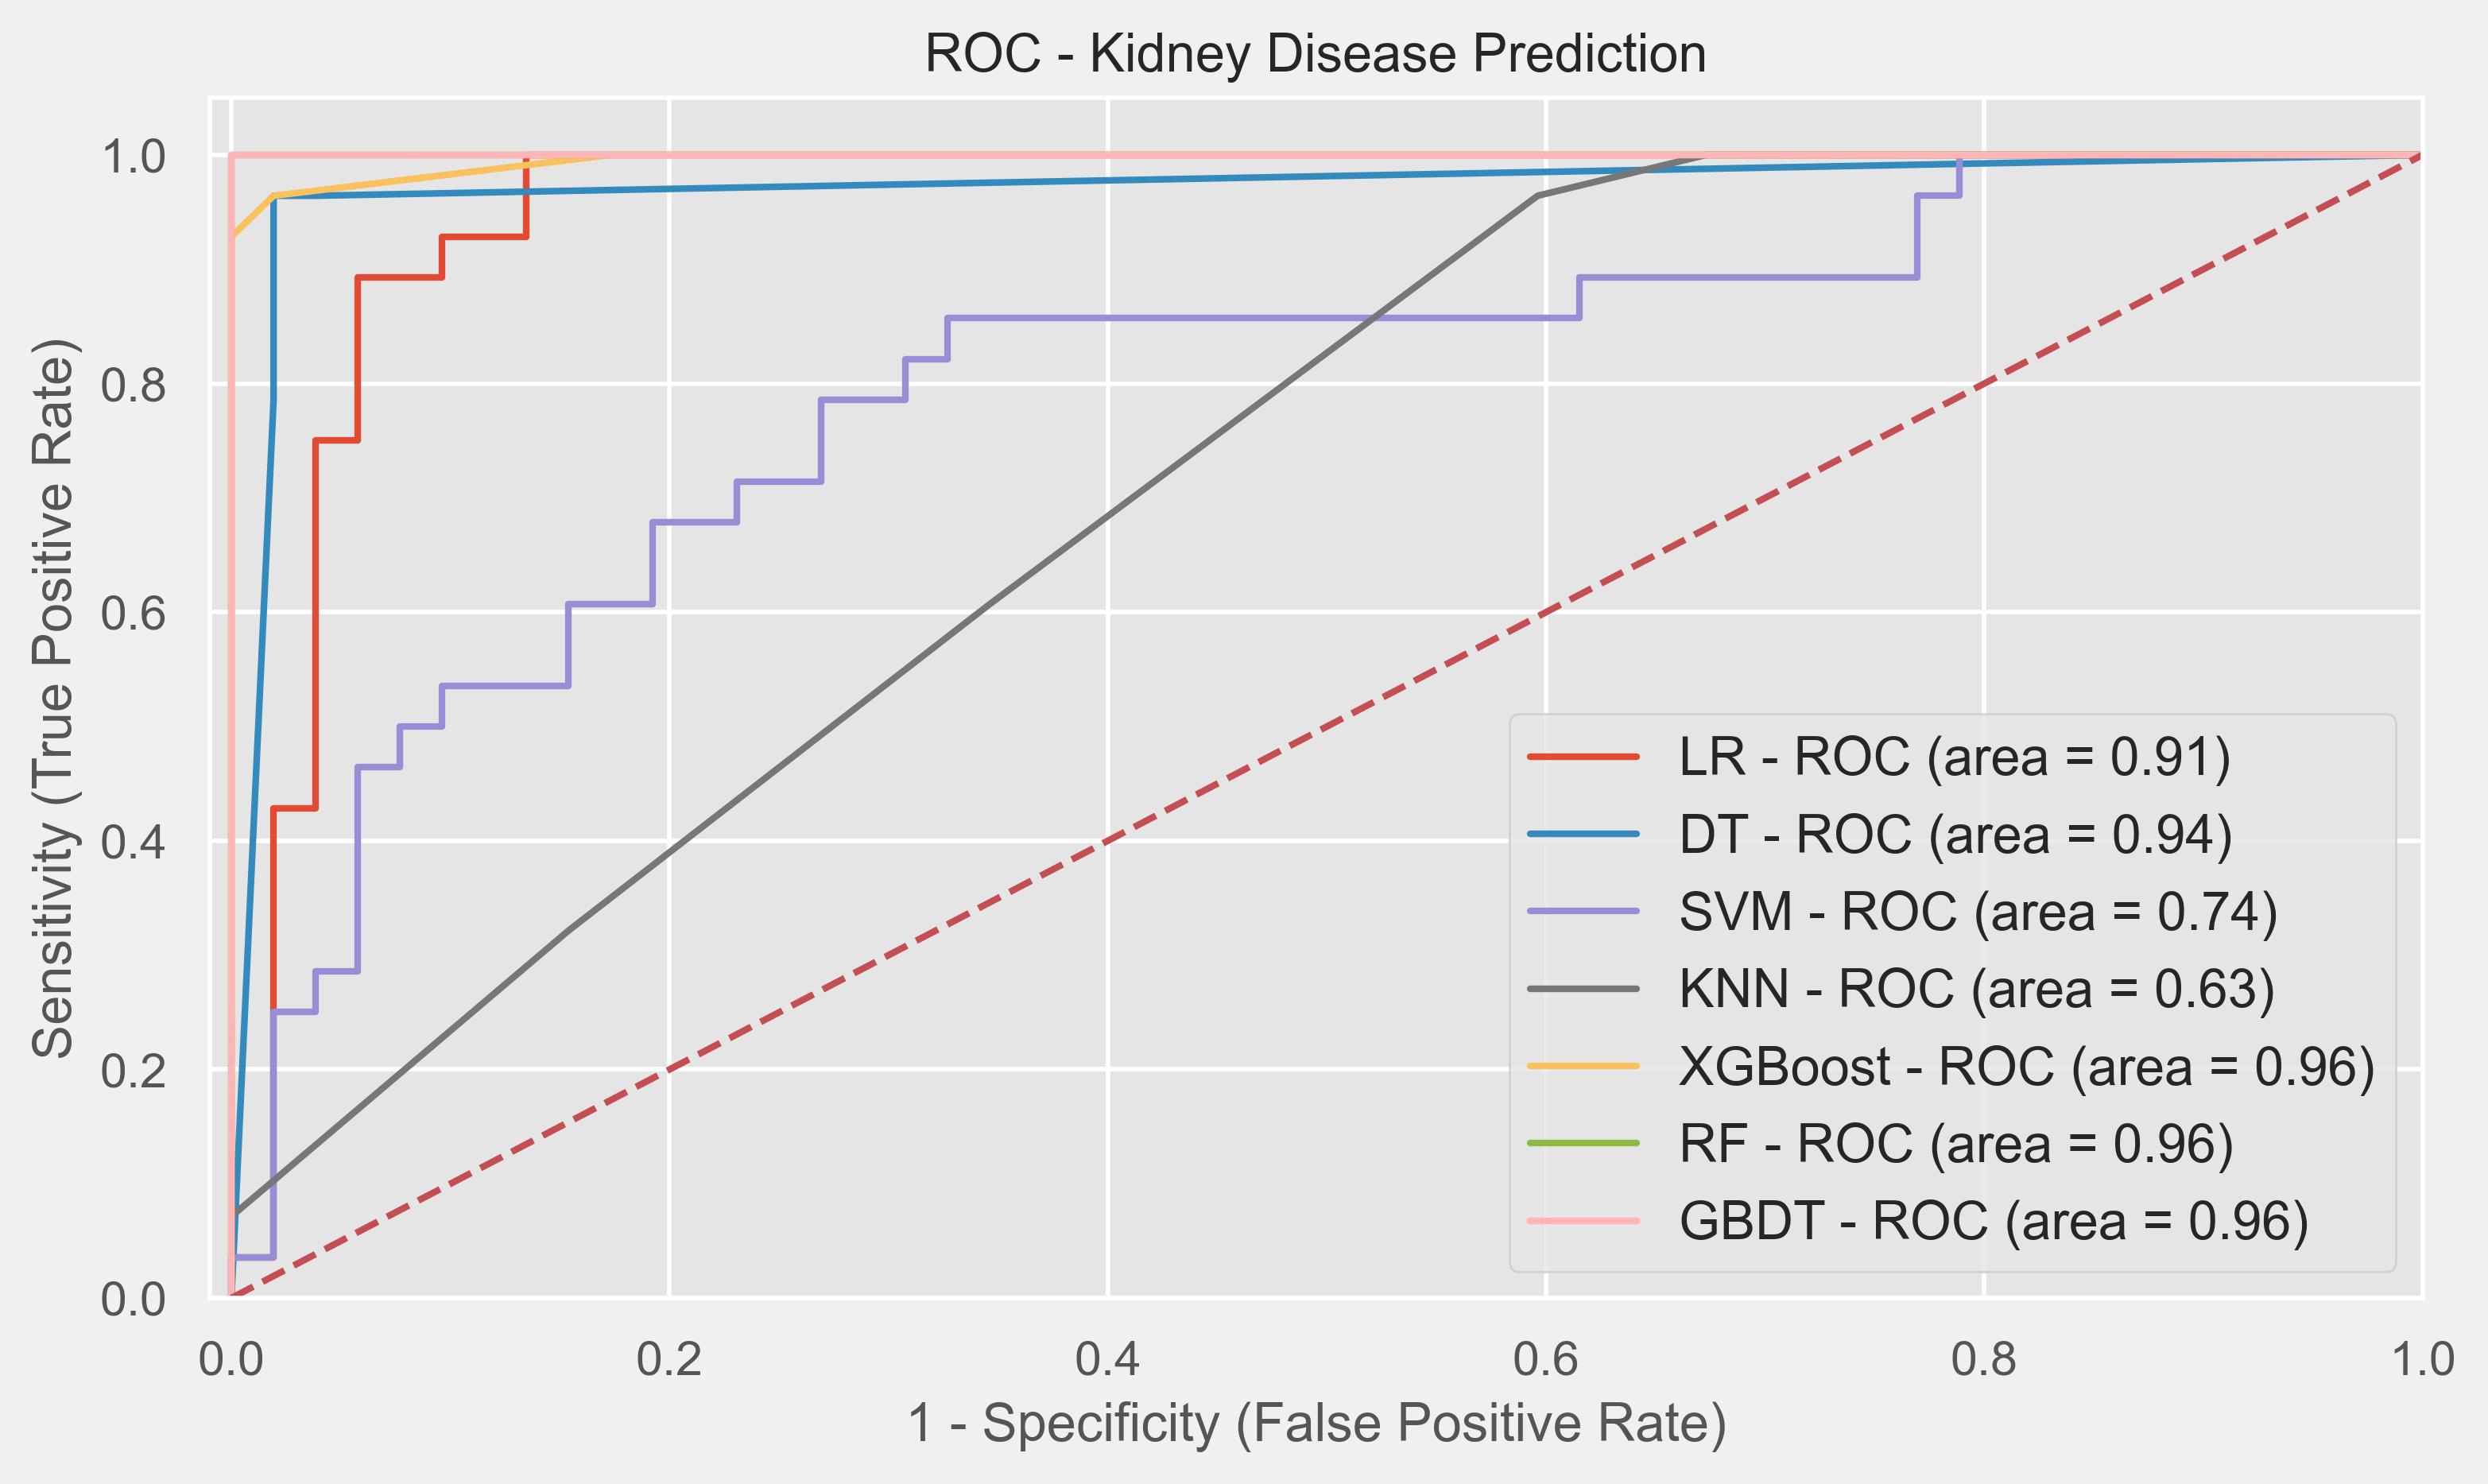 ROC - Kidney Disease Prediction
Sensitivity (True Positive Rate)
1.0
0.8
0.6
0.4
0.2
0.0
LR - ROC (area = 0.91)
DT - ROC (area = 0.94)
SVM - ROC (area = 0.74)
KNN - ROC (area = 0.63)
XGBoost - ROC (area = 0.96)
RF - ROC (area = 0.96)
GBDT - ROC (area = 0.96)
0.0 0.2 0.4 0.6 0.8 1.0
1 - Specificity (False Positive Rate)